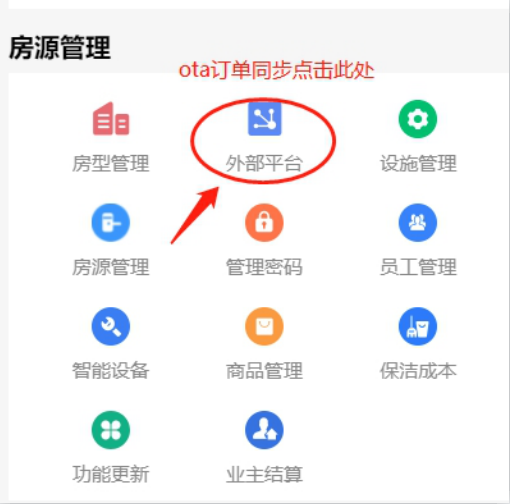 房源管理
ota订单同步点击此处
房型管理 外部平台 设施管理
房源管理 管理密码 员工管理
智能设备 商品管理 保洁成本
功能更新 业主结算